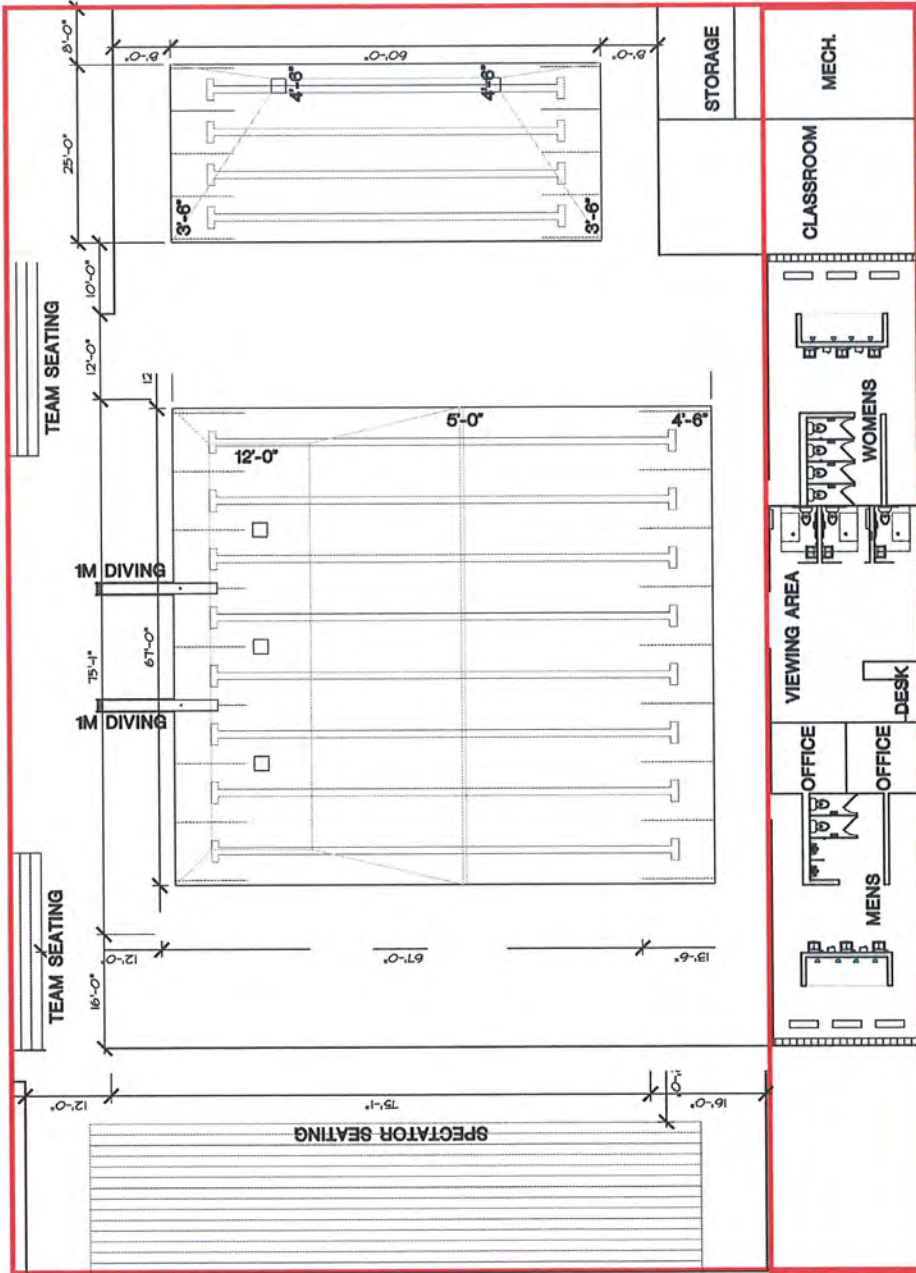 8'-0"
25'-0"
10'-0"
12'-0"
8'-0"
60'-0"
8'-0"
4'-6"
4'-6"
3'-6"
3'-6"
STORAGE
MECH.
CLASSROOM
TEAM SEATING
12
75'-1"
67'-0"
1M DIVING
1M DIVING
12'-0"
5'-0"
4'-6"
WOMENS
VIEWING AREA
DESK
OFFICE
OFFICE
MENS
TEAM SEATING
16'-0"
12'-0"
67'-0"
13'-6"
12'-0"
75'-1"
16'-0"
SPECTATOR SEATING